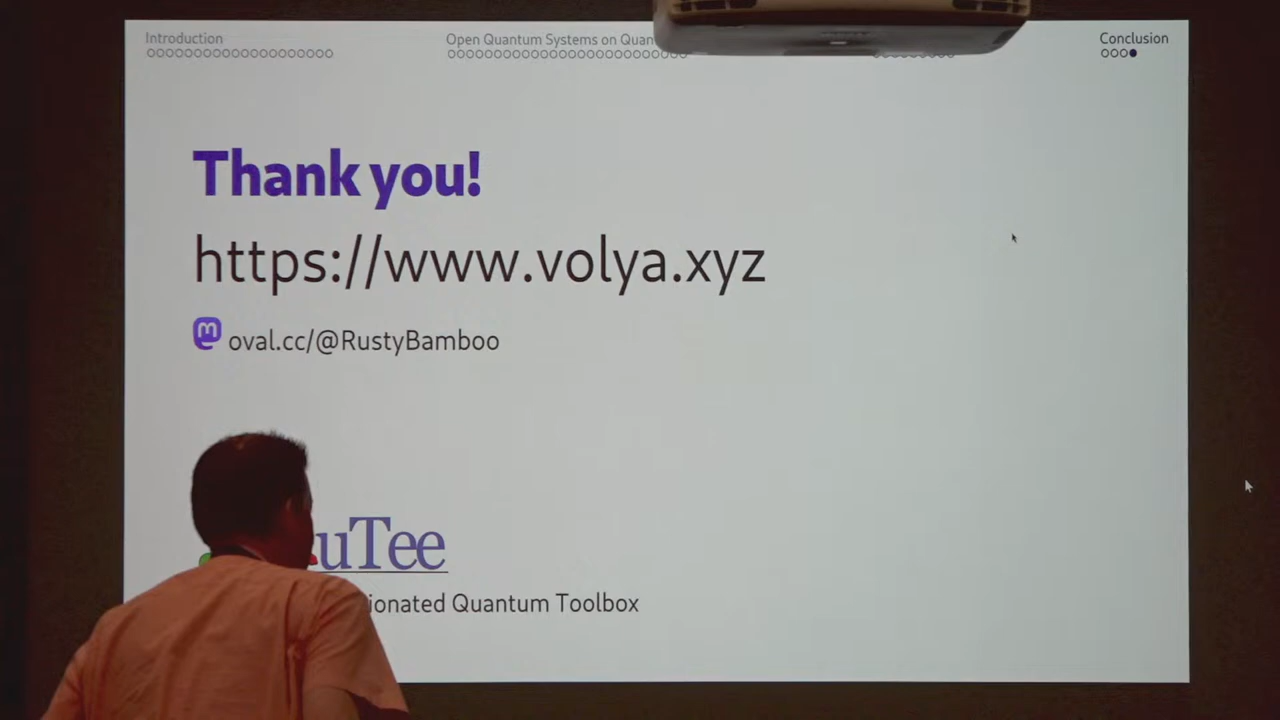 Introduction
Open Quantum Systems on Quan
Conclusion
Thank you!
https://www.volya.xyz
oval.cc/@RustyBamboo
uTee
ionated Quantum Toolbox